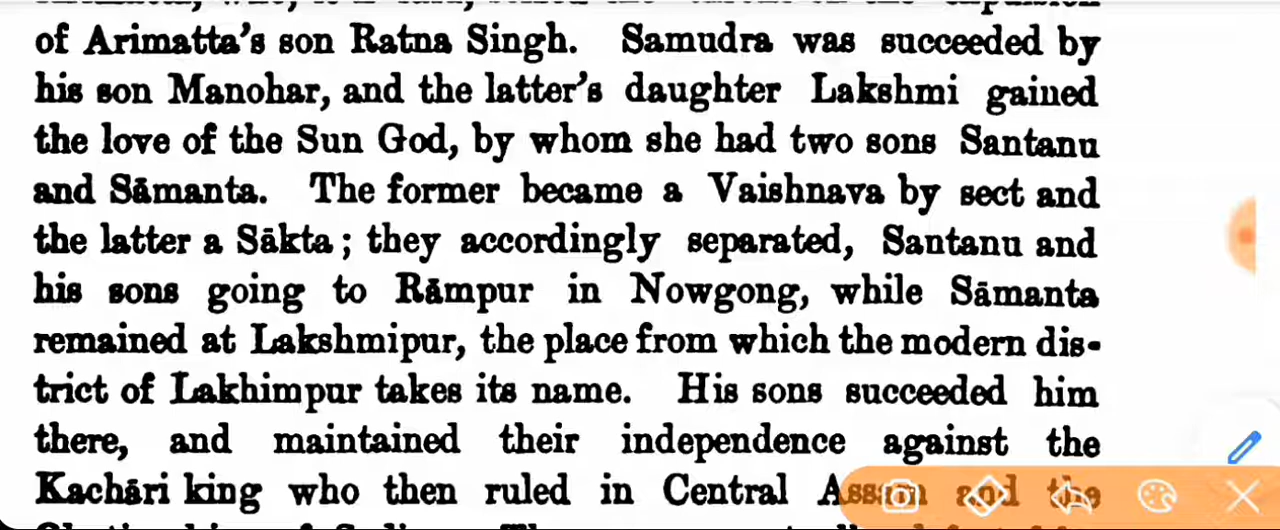 of Arimatta's son Ratna Singh. Samudra was succeeded by
his son Manohar, and the latter's daughter Lakshmi gained
the love of the Sun God, by whom she had two sons Santanu
and Sāmanta. The former became a Vaishnava by sect and
the latter a Sākta; they accordingly separated, Santanu and
his sons going to Rāmpur in Nowgong, while Sāmanta
remained at Lakshmipur, the place from which the modern dis-
trict of Lakhimpur takes its name. His sons succeeded him
there, and maintained their independence against the
Kachāri king who then ruled in Central Assam and the